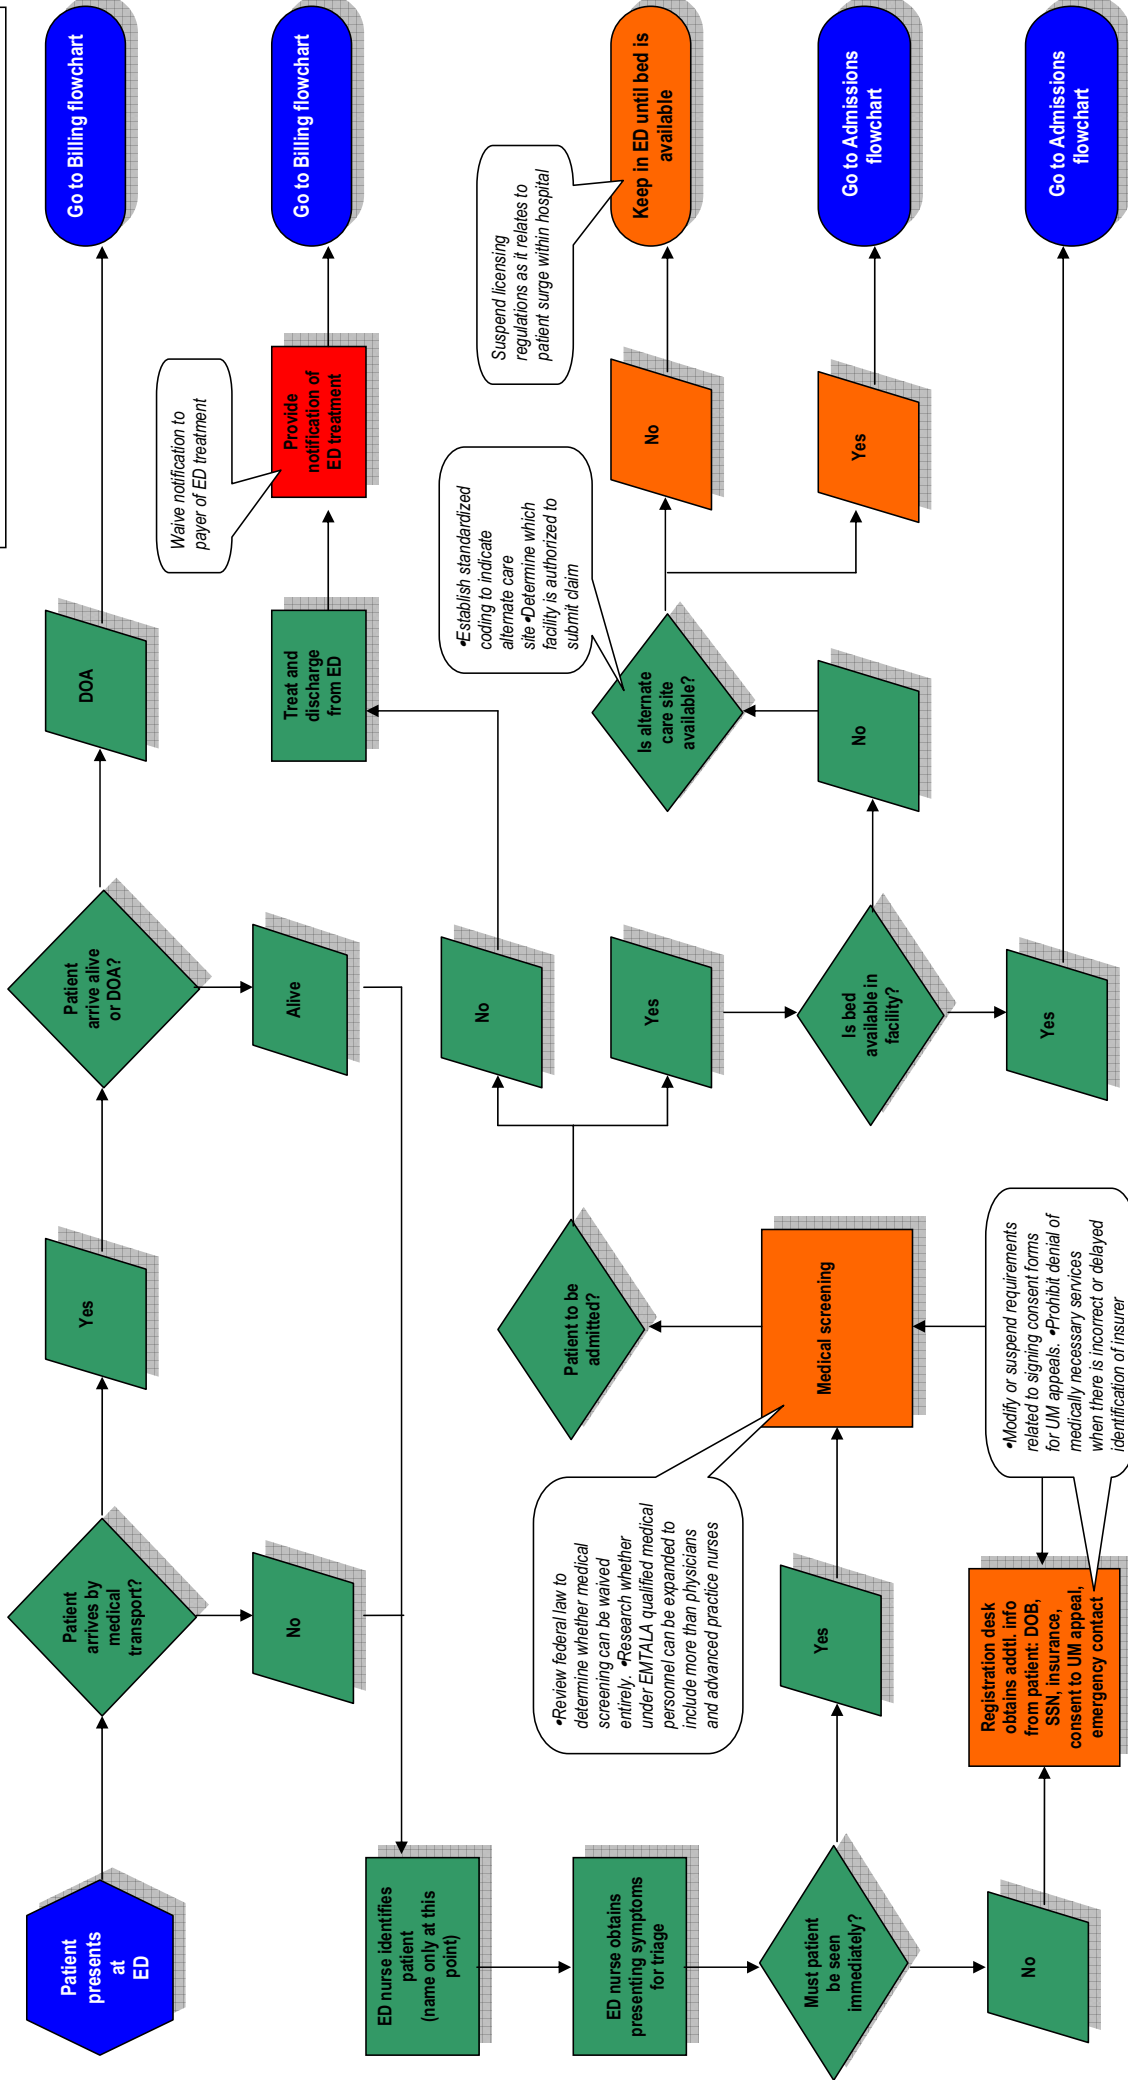 Patient
presents
at
ED
Patient
arrives by
medical
transport?
Yes
Patient
arrive alive
or DOA?
DOA
Go to Billing flowchart
No
Alive
Waive notification to
payer of ED treatment
Treat and
discharge
from ED
Provide
notification of
ED treatment
Go to Billing flowchart
ED nurse identifies
patient
(name only at this
point)
No
•Establish standardized
coding to indicate
alternate care
site •Determine which
facility is authorized to
submit claim
Suspend licensing
regulations as it relates to
patient surge within hospital
ED nurse obtains
presenting symptoms
for triage
•Review federal law to
determine whether medical
screening can be waived
entirely. •Research whether
under EMTALA qualified medical
personnel can be expanded to
include more than physicians
and advanced practice nurses
Patient to be
admitted?
Yes
Is alternate
care site
available?
No
Keep in ED until bed is
available
Must patient
be seen
immediately?
Yes
Medical screening
Is bed
available in
facility?
No
Yes
Go to Admissions
flowchart
No
Registration desk
obtains addtl. info
from patient: DOB,
SSN, insurance,
consent to UM appeal,
emergency contact
•Modify or suspend requirements
related to signing consent forms
for UM appeals. •Prohibit denial of
medically necessary services
when there is incorrect or delayed
identification of insurer
Yes
Go to Admissions
flowchart